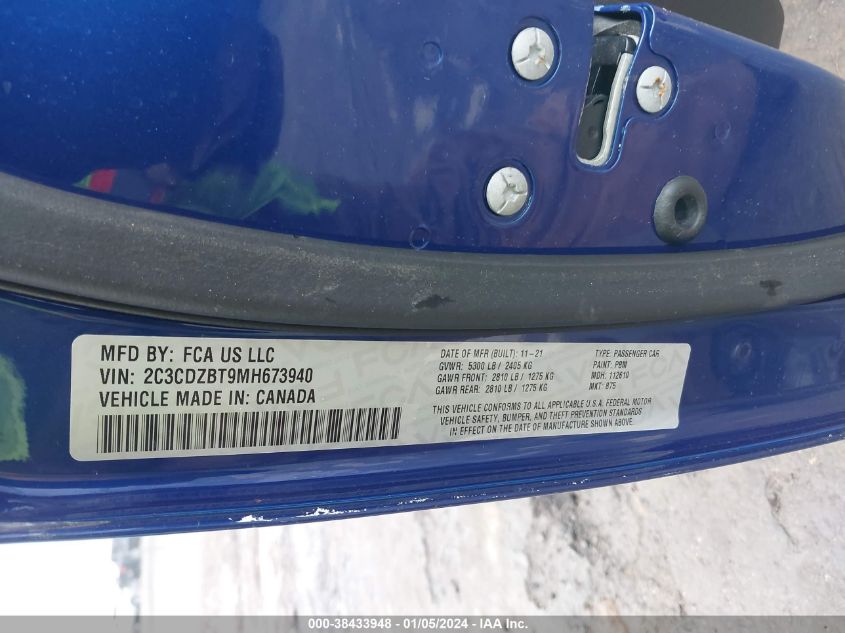 MFD BY: FCA US LLC
VIN: 2C3CDZBT9MH673940
VEHICLE MADE IN: CANADA
DATE OF MFR (BUILT): 11-21
GVWR: 5300 LB / 2405 KG
GAWR FRONT: 2810 LB / 1275 KG
GAWR REAR: 2810 LB / 1275 KG
TYPE: PASSENGER CAR
PAINT: PBM
MDH: 112610
MKT: 875
THIS VEHICLE CONFORMS TO ALL APPLICABLE U.S.A. FEDERAL MOTOR
VEHICLE SAFETY, BUMPER, AND THEFT PREVENTION STANDARDS
IN EFFECT ON THE DATE OF MANUFACTURE SHOWN ABOVE.
000-38433948 - 01/05/2024 - IAA Inc.